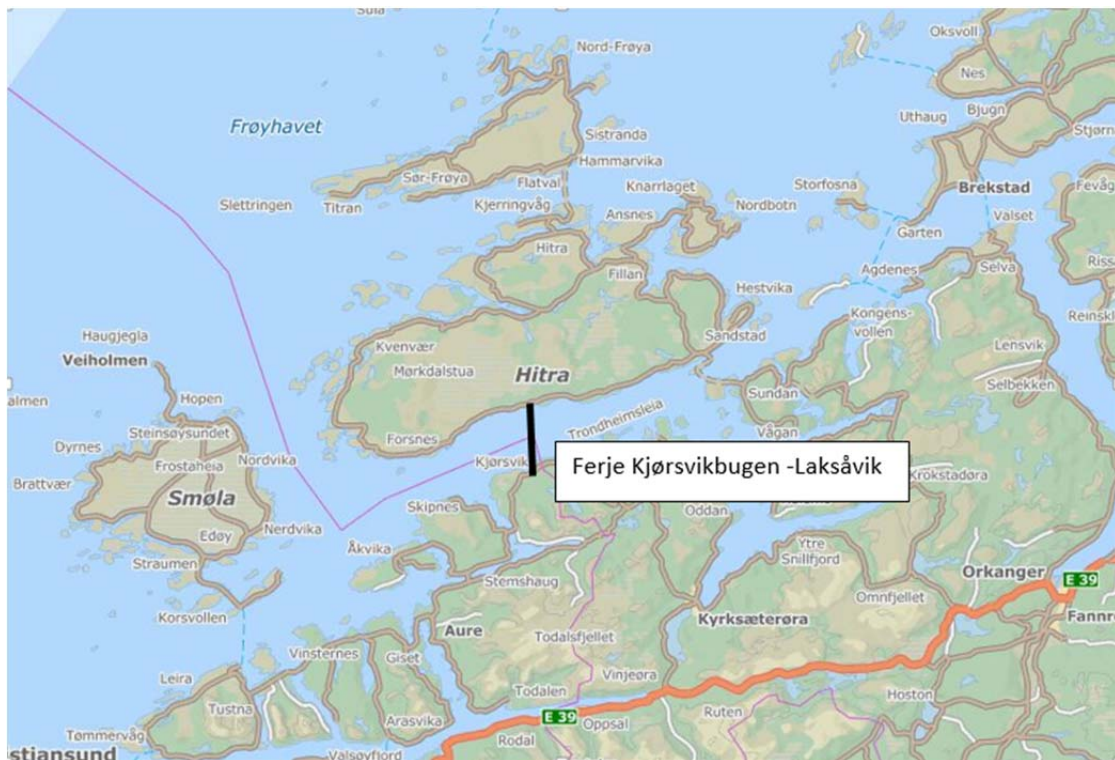 Sula
Nord-Frøya
Oksvoll
Nes
Bjugn
Uthaug
Stjørn
Frøyhavet
Sistranda
Hammarvika
Sør-Frøya
Flatval
Knarrlaget
Storfosna
Brekstad
Fevåg
Slettringen
Titran
Kjerringvåg
Ansnes
Nordbotn
Valset
Garten
Hitra
Fillan
Agdenes
Selva
Riss
Hestvika
Haugjegla
Veiholmen
Kvenvær
Sandstad
Kongens-
vollen
Reinskl
Mørkdalstua
Hitra
Lensvik
Selbekken
almen
Hopen
Sundan
Dyrnes
Steinsøysundet
Forsnes
Trondheimsleia
Vågan
Nordvika
Frostaheia
Kjørsvik
Ferje Kjørsvikbugen -Laksåvik
Krokstadøra
Brattvær
Smøla
Skipnes
Oddan
Edøy
Nerdvika
Åkvika
Ytre
Snillfjord
Straumen
Stemshaug
Orkanger
E 39
Omnfjellet
Korsvollen
Kyrksæterøra
Fannre
Aure
Todalsfjellet
Vinsternes
Giset
Leira
Vinjeøra
Todalen
Hoston
Tustna
Arasvika
E 39
Oppsal
Ruten
Tømmervåg
Rodal
istiansund
Valsøyfjord